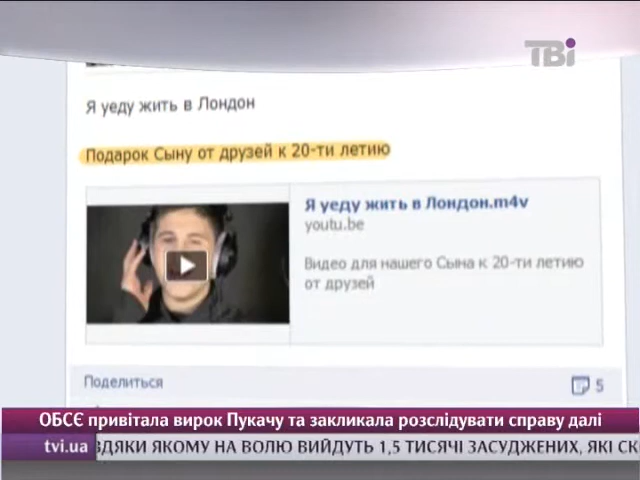 ТВі
Я уеду жить в Лондон
Подарок Сыну от друзей к 20-ти летию
Я уеду жить в Лондон.m4v
youtu.be
Видео для нашего Сына к 20-ти летию
от друзей
Поделиться
5
ОБСЄ привітала вирок Пукачу та закликала розслідувати справу далі
tvi.ua
ВДЯКИ ЯКОМУ НА ВОЛЮ ВИЙДУТЬ 1,5 ТИСЯЧІ ЗАСУДЖЕНИХ, ЯКІ СК